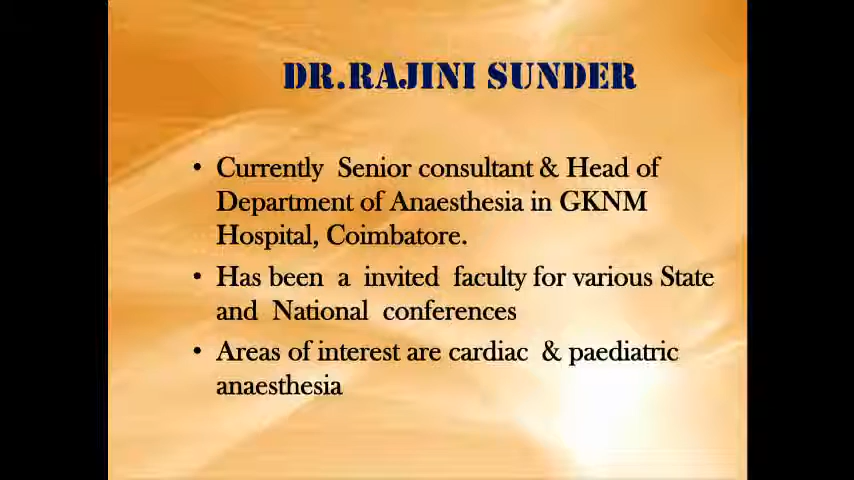 DR.RAJINI SUNDER
• Currently Senior consultant & Head of
Department of Anaesthesia in GKNM
Hospital, Coimbatore.
• Has been a invited faculty for various State
and National conferences
• Areas of interest are cardiac & paediatric
anaesthesia